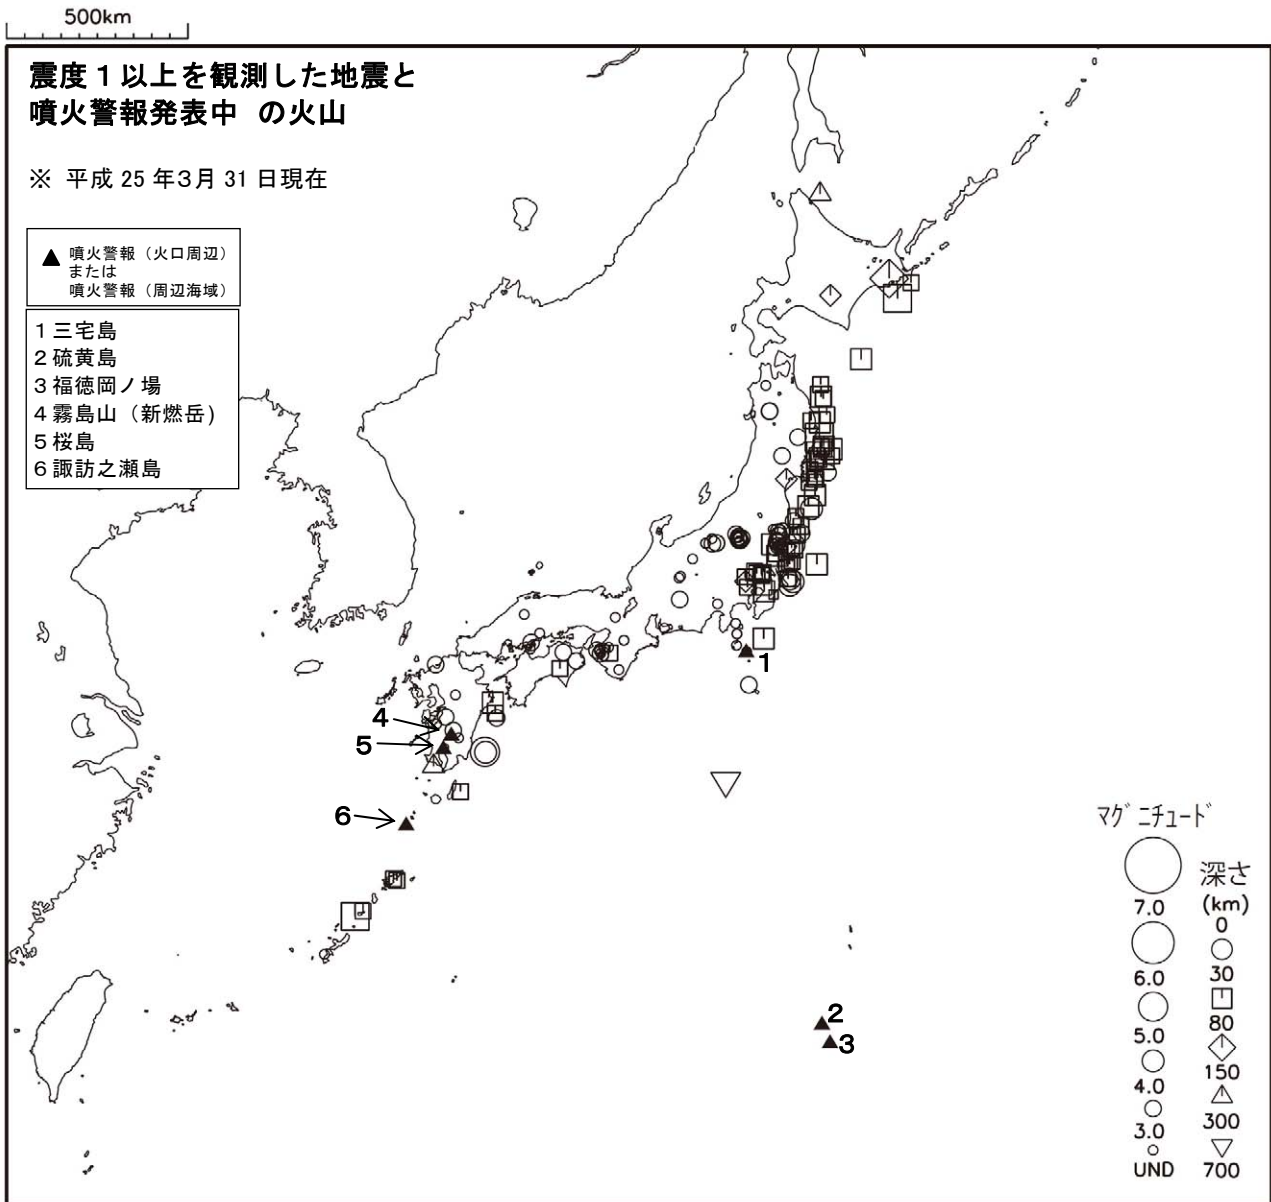 500km
震度１以上を観測した地震と
噴火警報発表中 の火山
※ 平成 25 年３月 31 日現在
▲ 噴火警報（火口周辺）
または
噴火警報（周辺海域）
１三宅島
２硫黄島
３福徳岡ノ場
４霧島山（新燃岳）
５桜島
６諏訪之瀬島
1
4
5
6
2
3
マグニチュード
深さ
(km)
7.0
0
6.0
30
5.0
80
4.0
150
3.0
300
UND
700